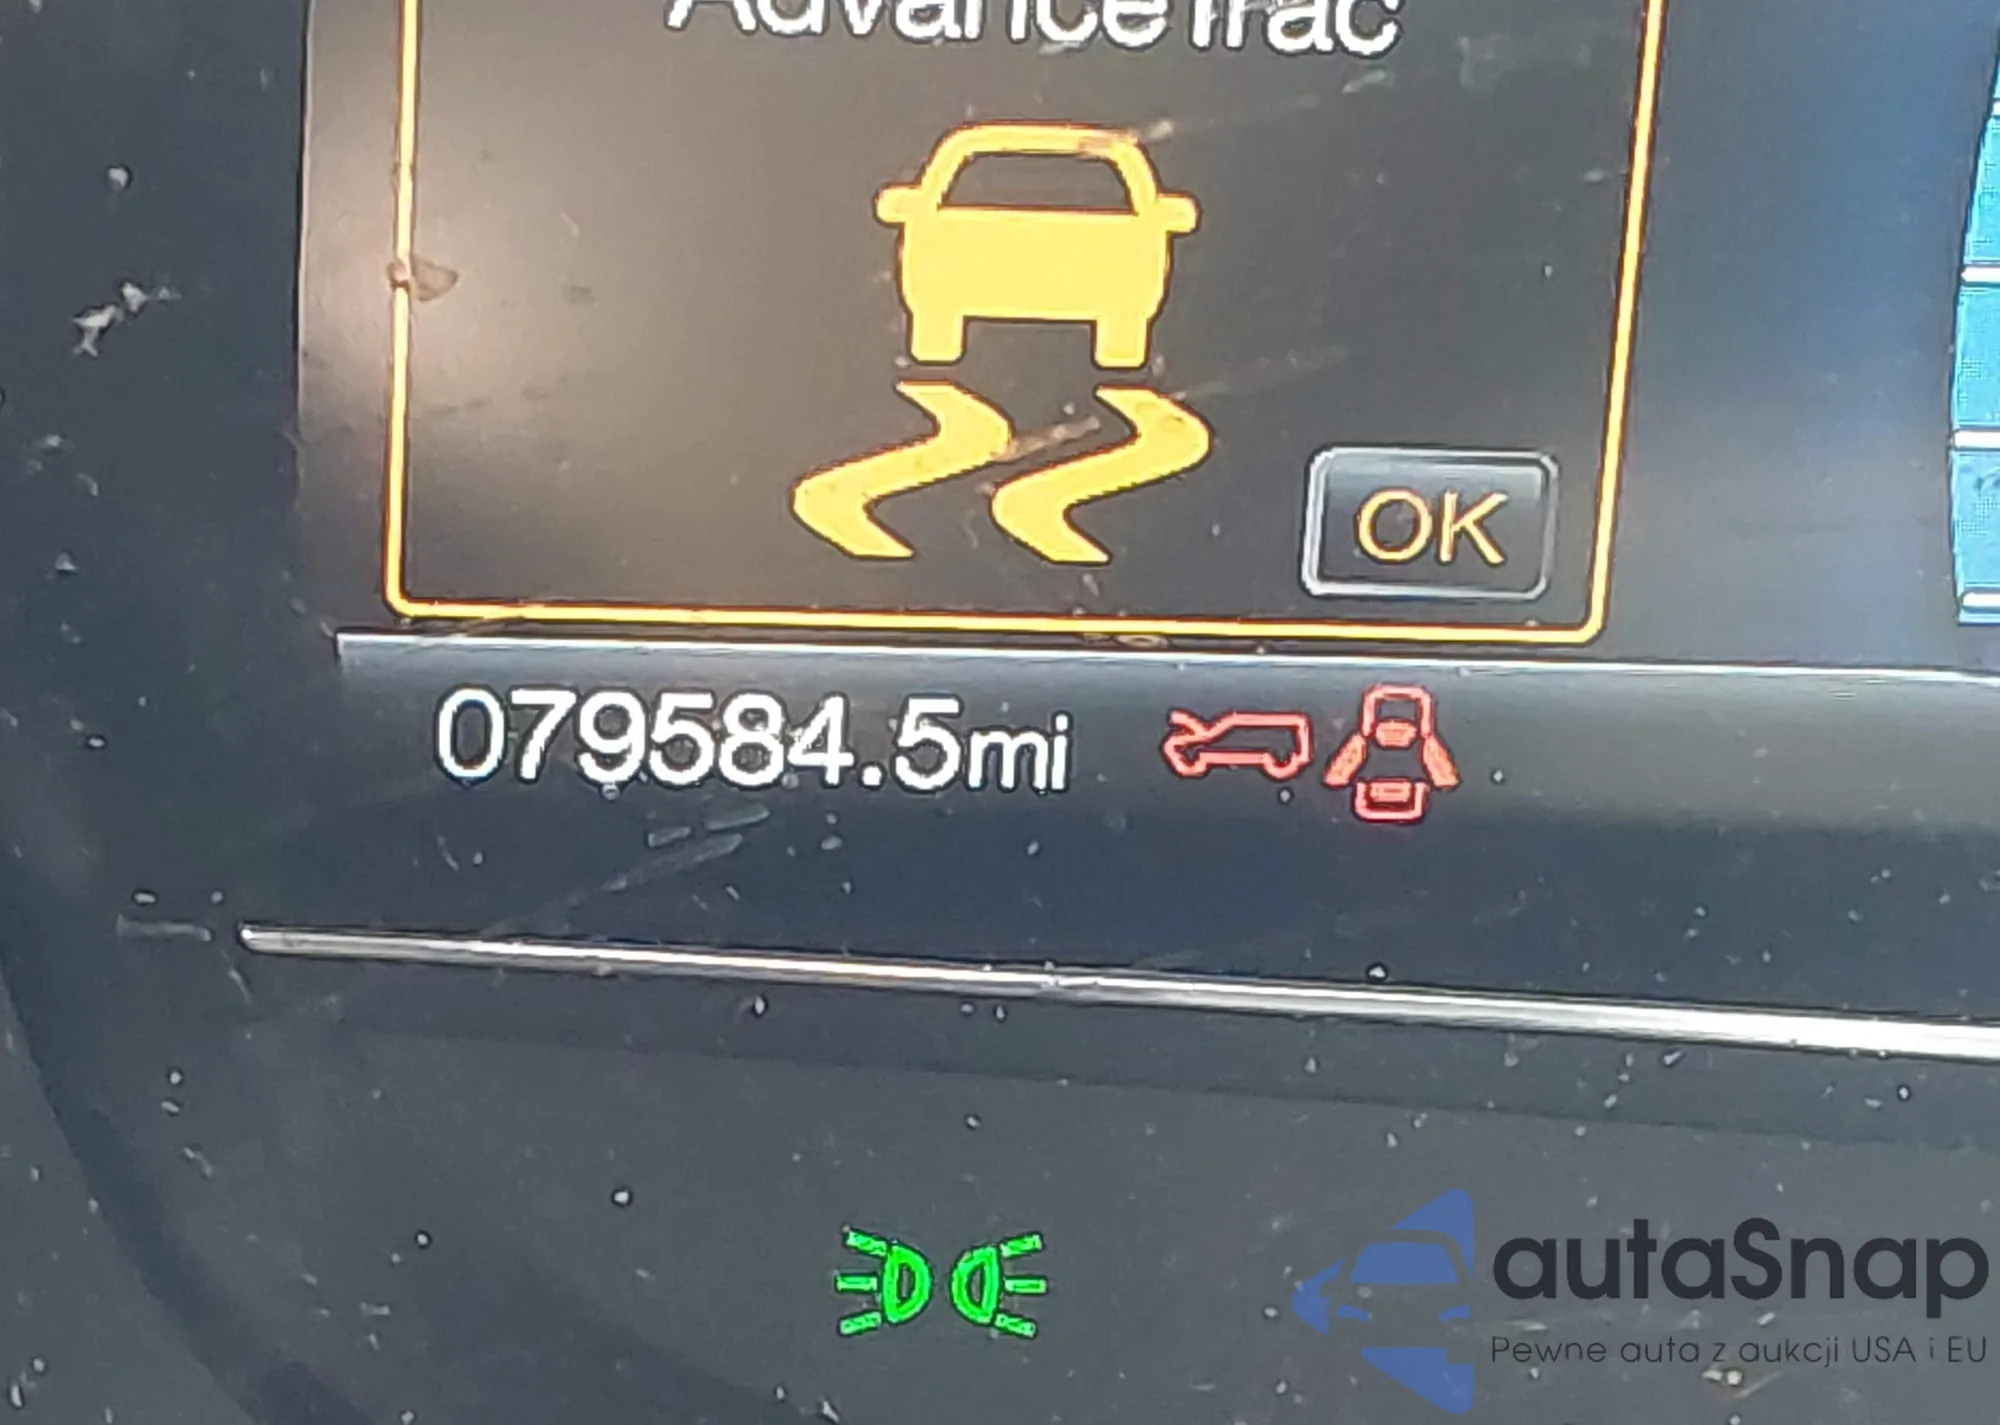 AdvanceTrac
OK
079584.5mi
autaSnap
Pewne auta z aukcji USA i EU